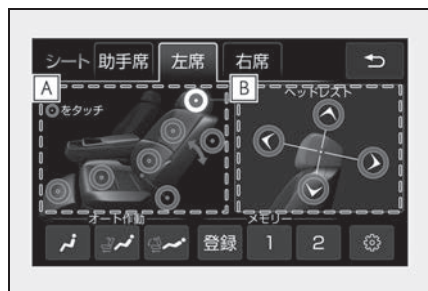 シート 助手席 左席 右席
A B
ヘッドレスト
をタッチ
オート作動 メモリー
登録 1 2